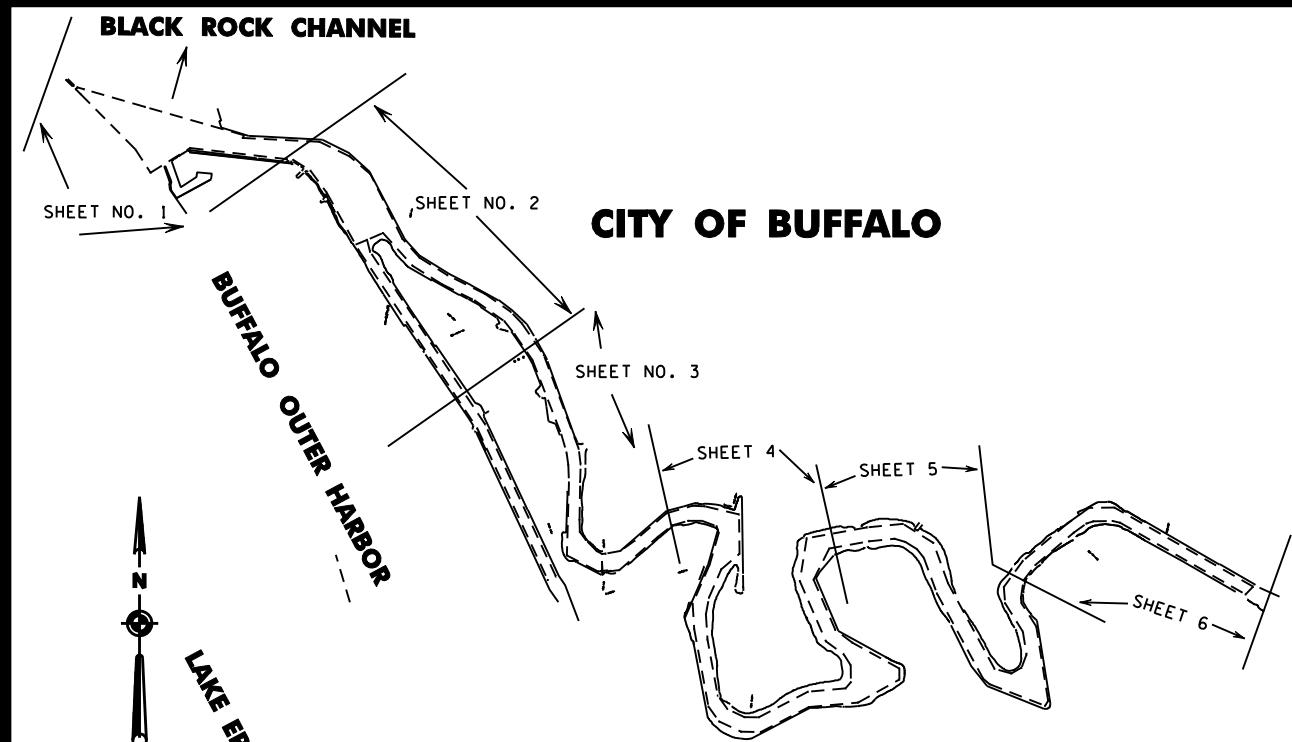 BLACK ROCK CHANNEL
SHEET NO. 1
SHEET NO. 2
CITY OF BUFFALO
BUFFALO OUTER HARBOR
SHEET NO. 3
SHEET 4
SHEET 5
SHEET 6
N
LAKE